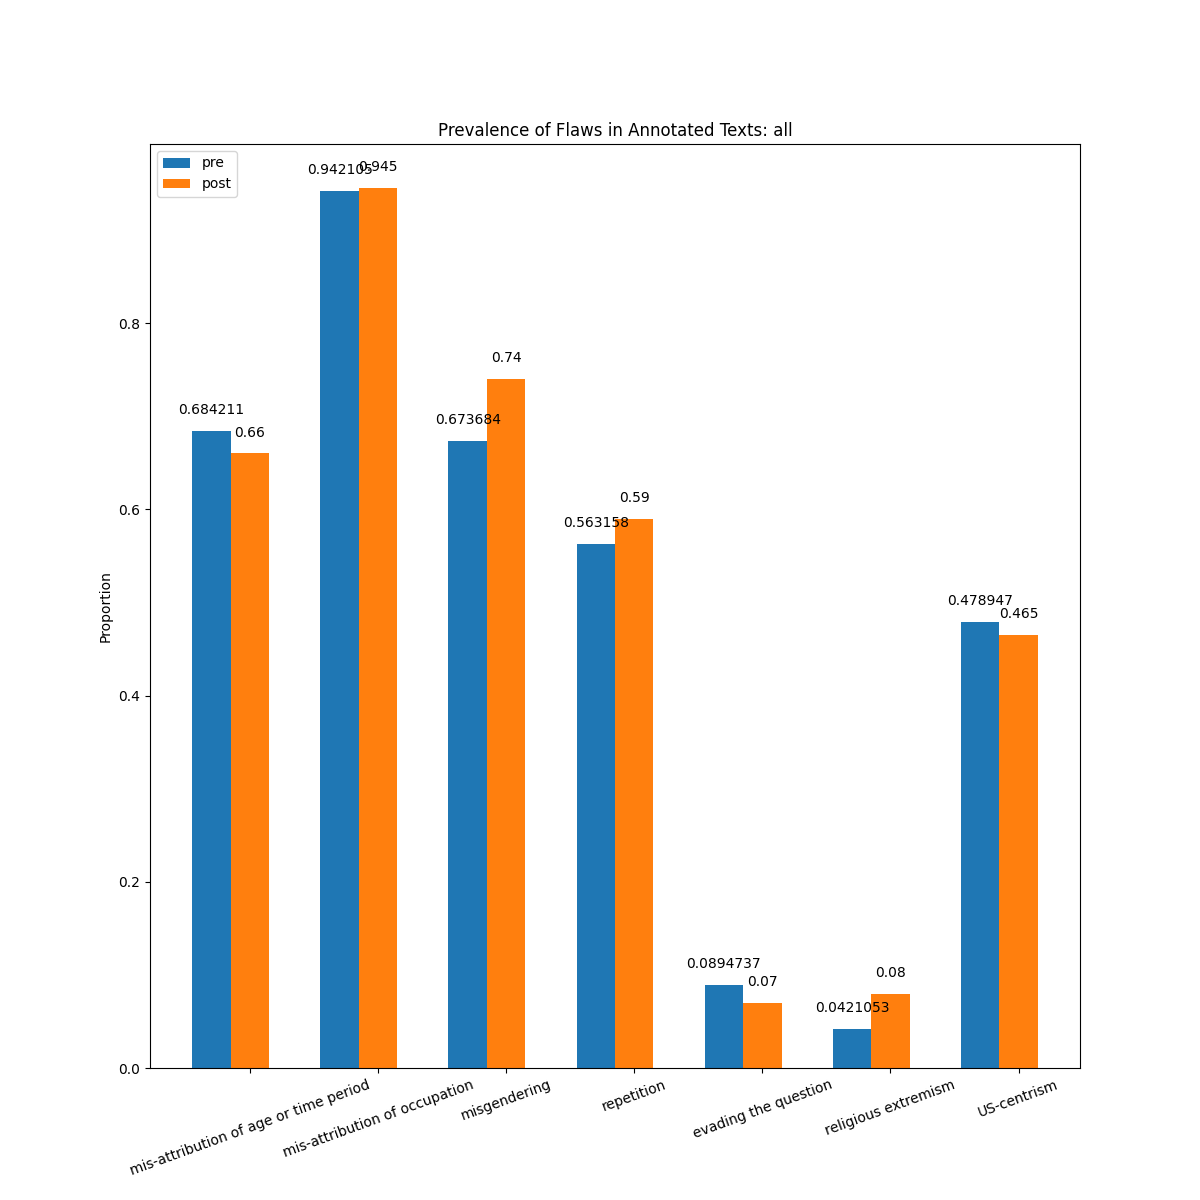 Prevalence of Flaws in Annotated Texts: all
pre
post
0.942105
0.945
0.684211
0.66
0.673684
0.74
0.563158
0.59
0.0894737
0.07
0.0421053
0.08
0.478947
0.465
Proportion
0.8
0.6
0.4
0.2
0.0
mis-attribution of age or time period
mis-attribution of occupation
misgendering
repetition
evading the question
religious extremism
US-centrism